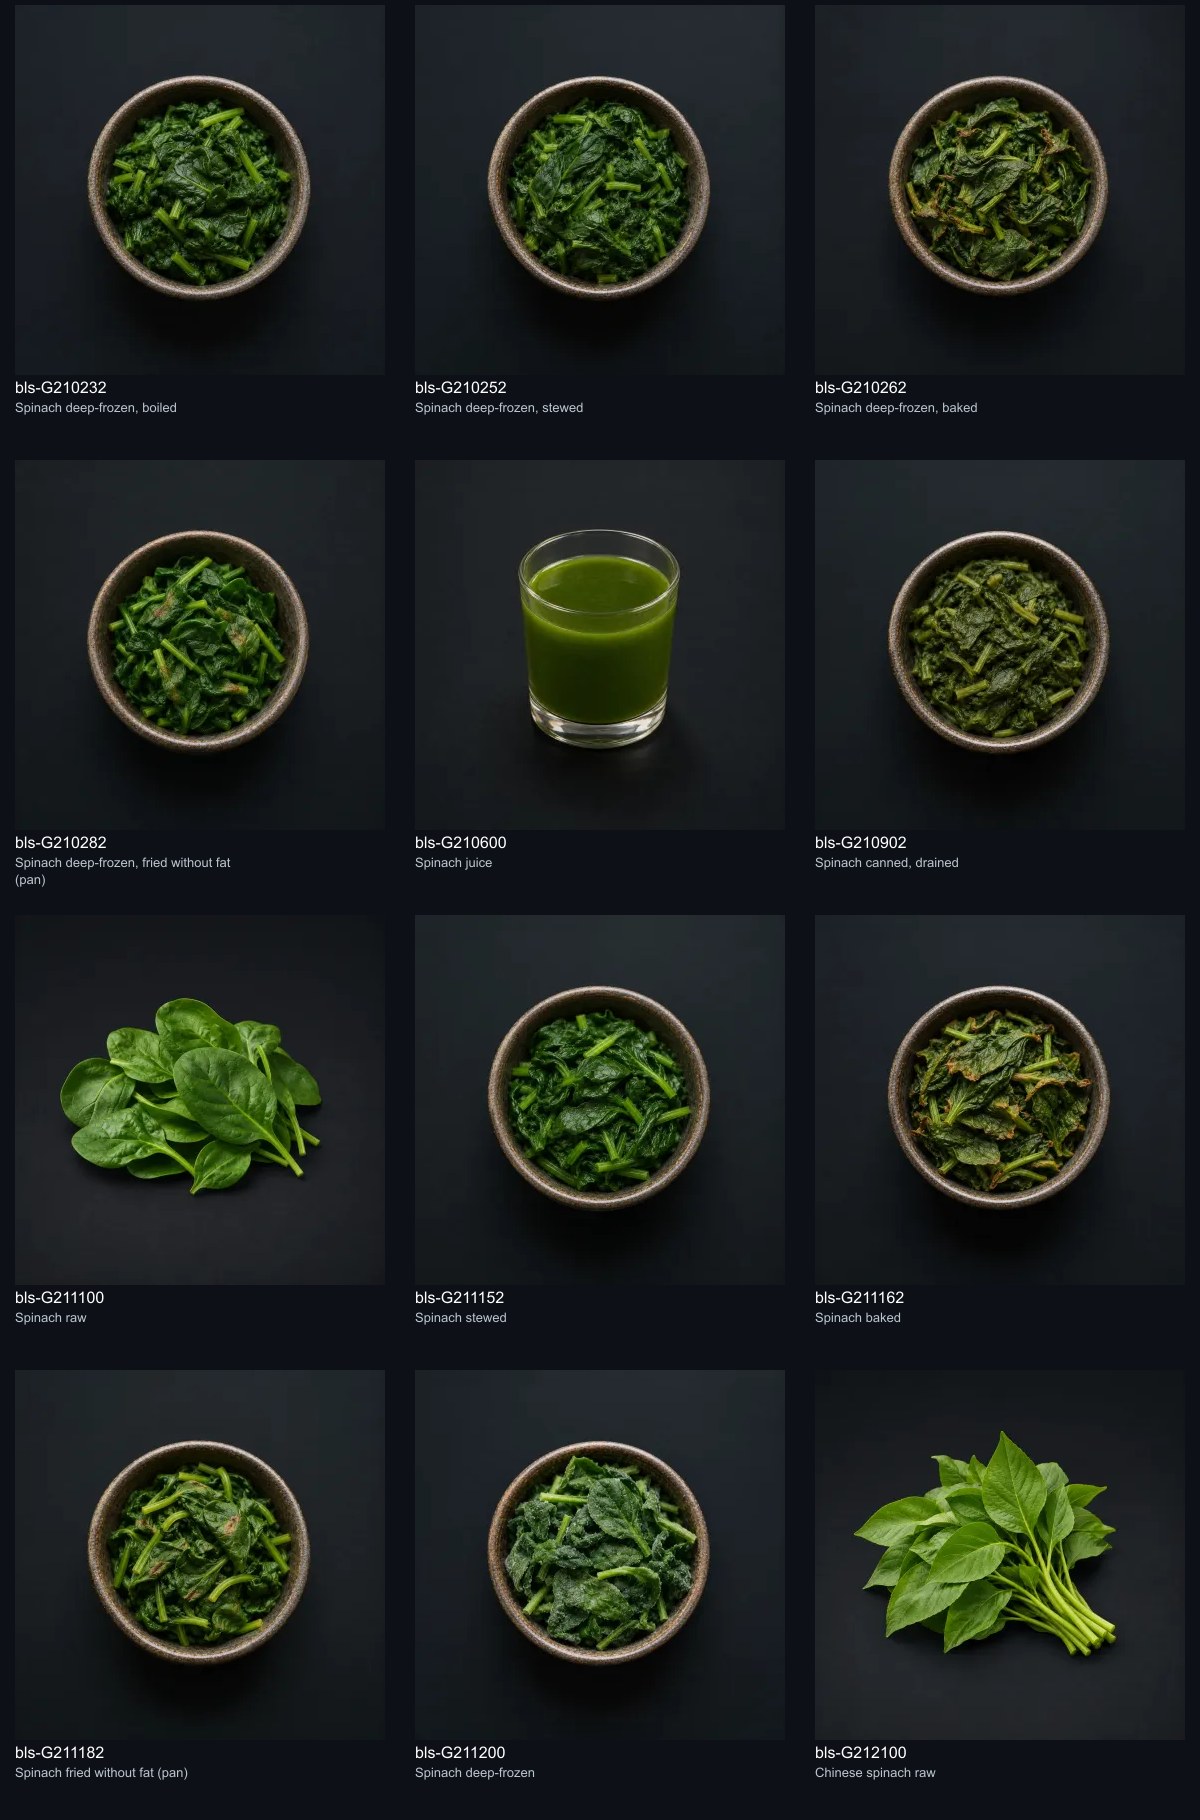 bls-G210232
Spinach deep-frozen, boiled
bls-G210252
Spinach deep-frozen, stewed
bls-G210262
Spinach deep-frozen, baked
bls-G210282
Spinach deep-frozen, fried without fat
(pan)
bls-G210600
Spinach juice
bls-G210902
Spinach canned, drained
bls-G211100
Spinach raw
bls-G211152
Spinach stewed
bls-G211162
Spinach baked
bls-G211182
Spinach fried without fat (pan)
bls-G211200
Spinach deep-frozen
bls-G212100
Chinese spinach raw